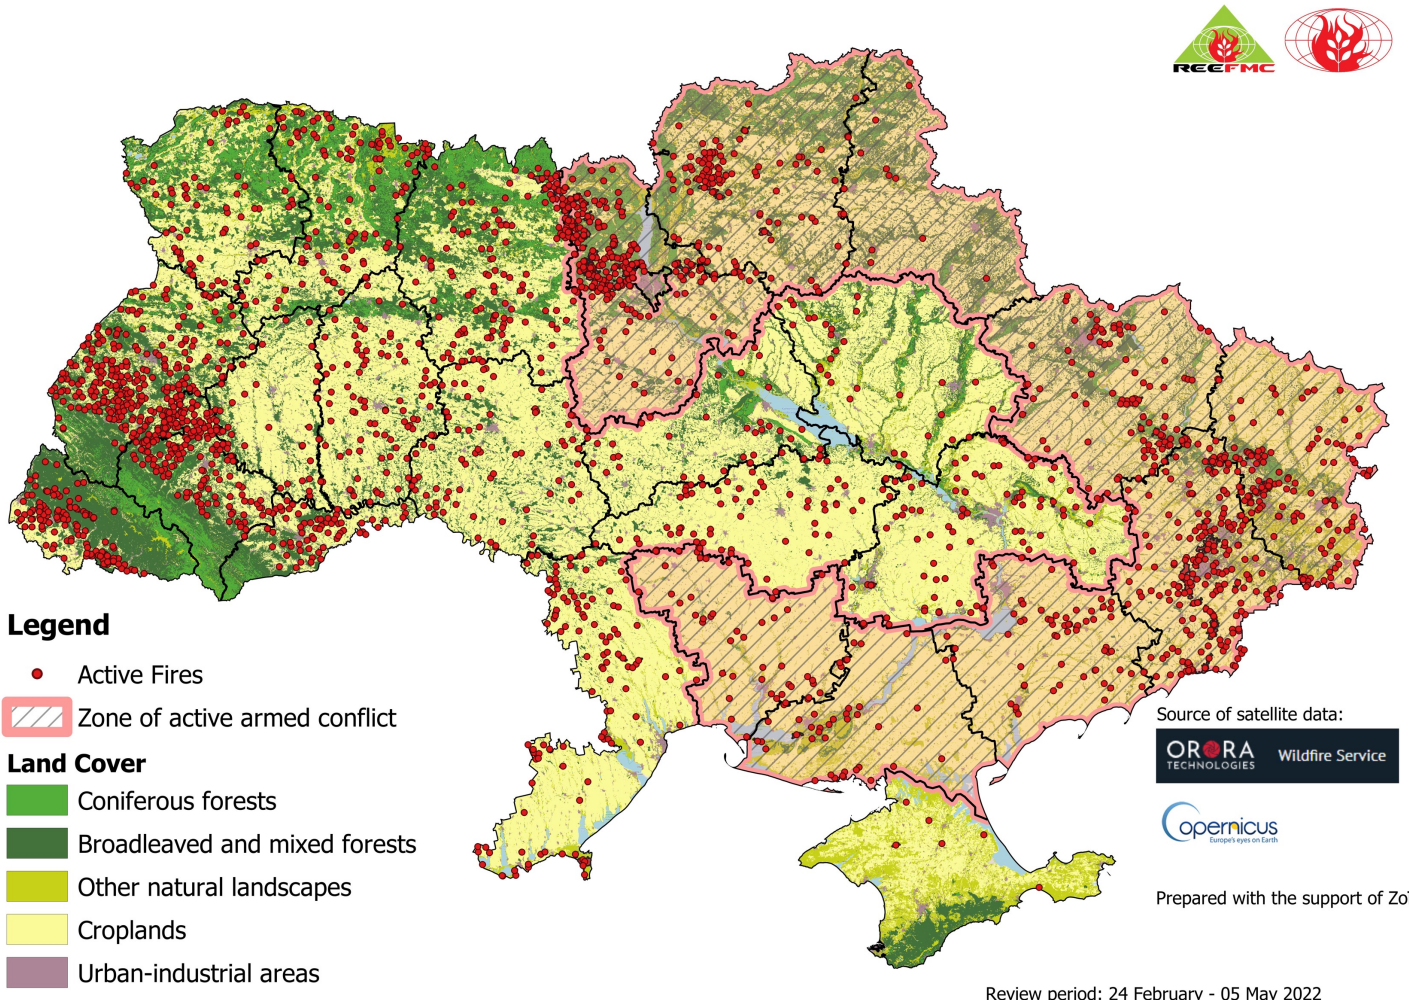 REEFMC
Legend
Active Fires
Zone of active armed conflict
Land Cover
Coniferous forests
Broadleaved and mixed forests
Other natural landscapes
Croplands
Urban-industrial areas
Source of satellite data:
ORORA
TECHNOLOGIES
Wildfire Service
opernicus
Europe's eyes on Earth
Prepared with the support of
Review period: 24 February - 05 May 2022